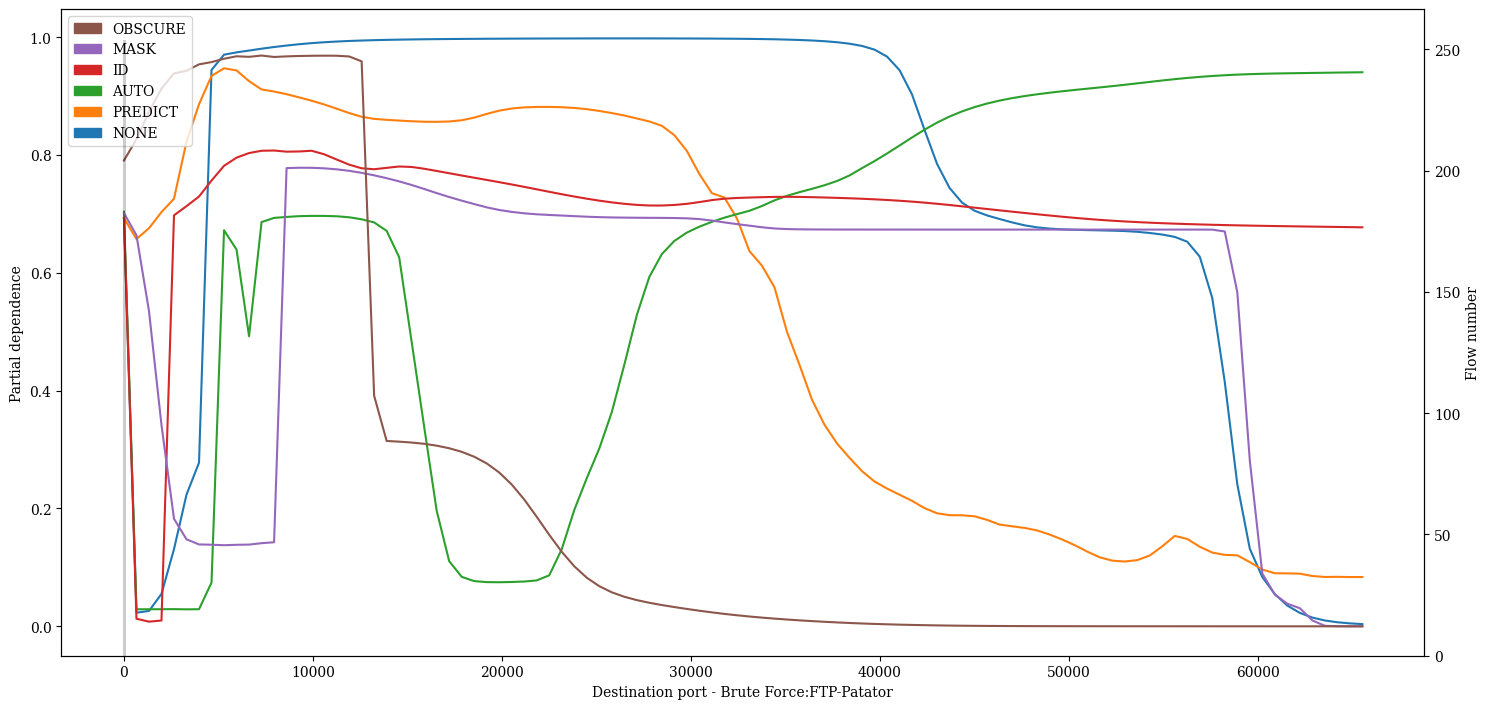 OBSCURE
MASK
ID
AUTO
PREDICT
NONE
1.0
0.8
0.6
0.4
0.2
0.0
Partial dependence
250
200
150
100
50
0
Flow number
0 10000 20000 30000 40000 50000 60000
Destination port - Brute Force:FTP-Patator